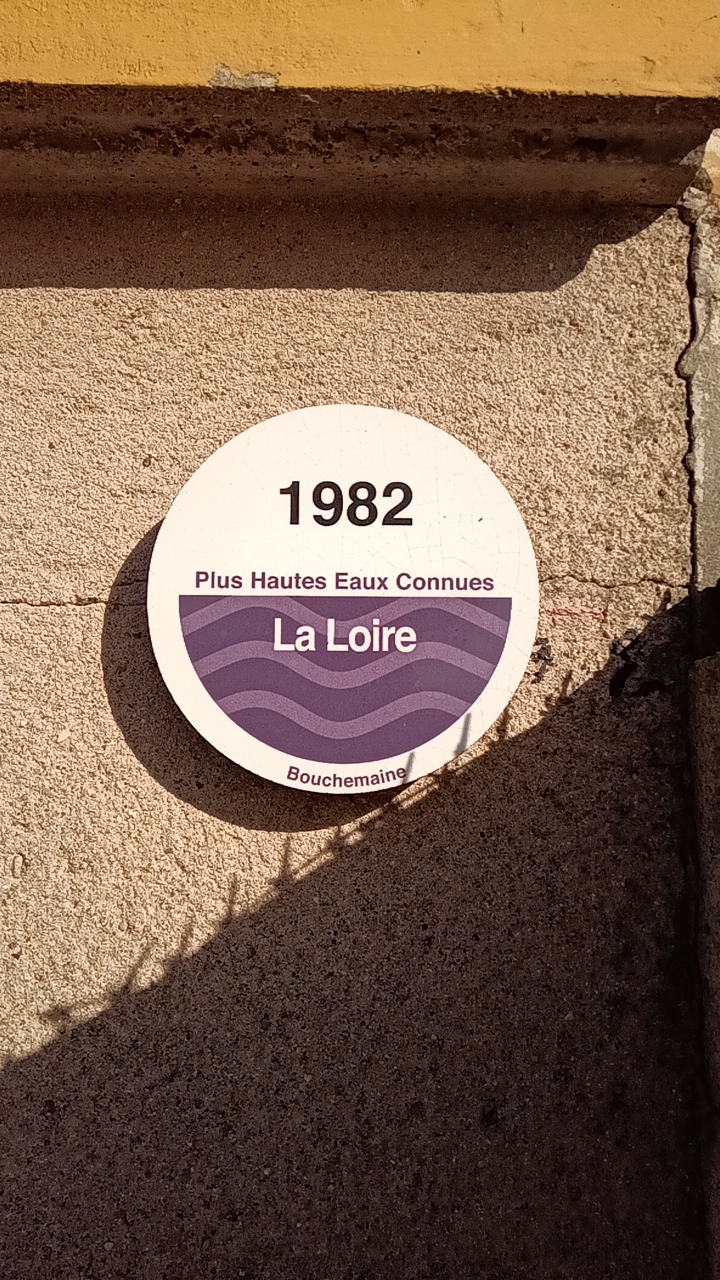 1982
Plus Hautes Eaux Connues
La Loire
Bouchemaine